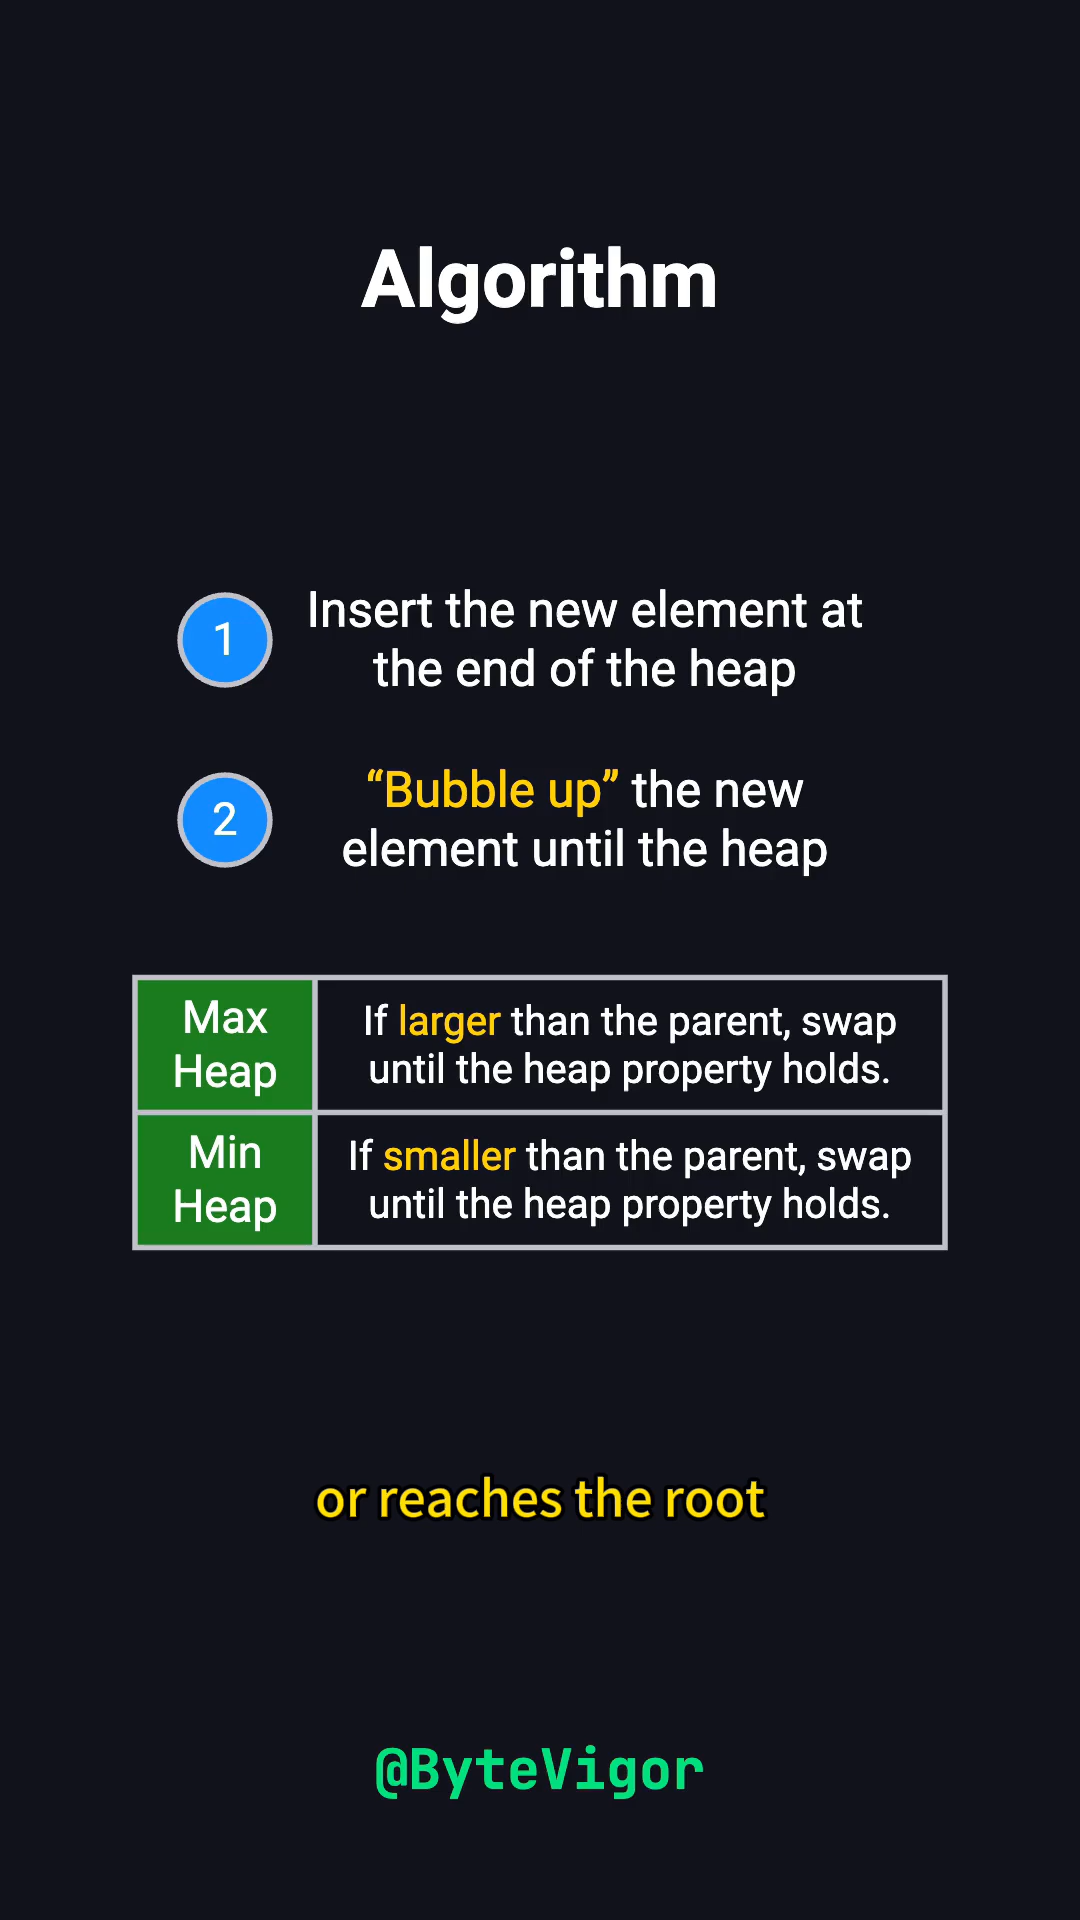 Algorithm
1
Insert the new element at
the end of the heap
2
“Bubble up” the new
element until the heap
Max
Heap
If larger than the parent, swap
until the heap property holds.
Min
Heap
If smaller than the parent, swap
until the heap property holds.
or reaches the root
@ByteVigor